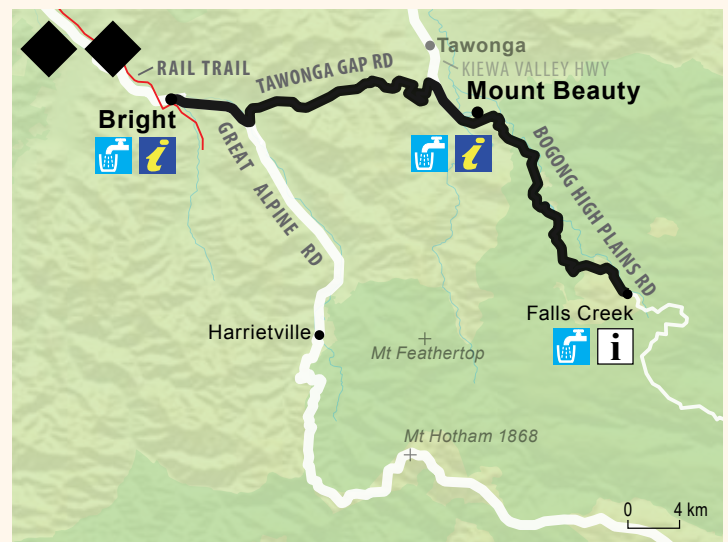 Tawonga
RAIL TRAIL
TAWONGA GAP RD
KIEWA VALLEY HWY
Mount Beauty
Bright
i
i
GREAT ALPINE RD
BOGONG HIGH PLAINS RD
Falls Creek
i
Harrietville
Mt Feathertop
Mt Hotham 1868
0 4 km